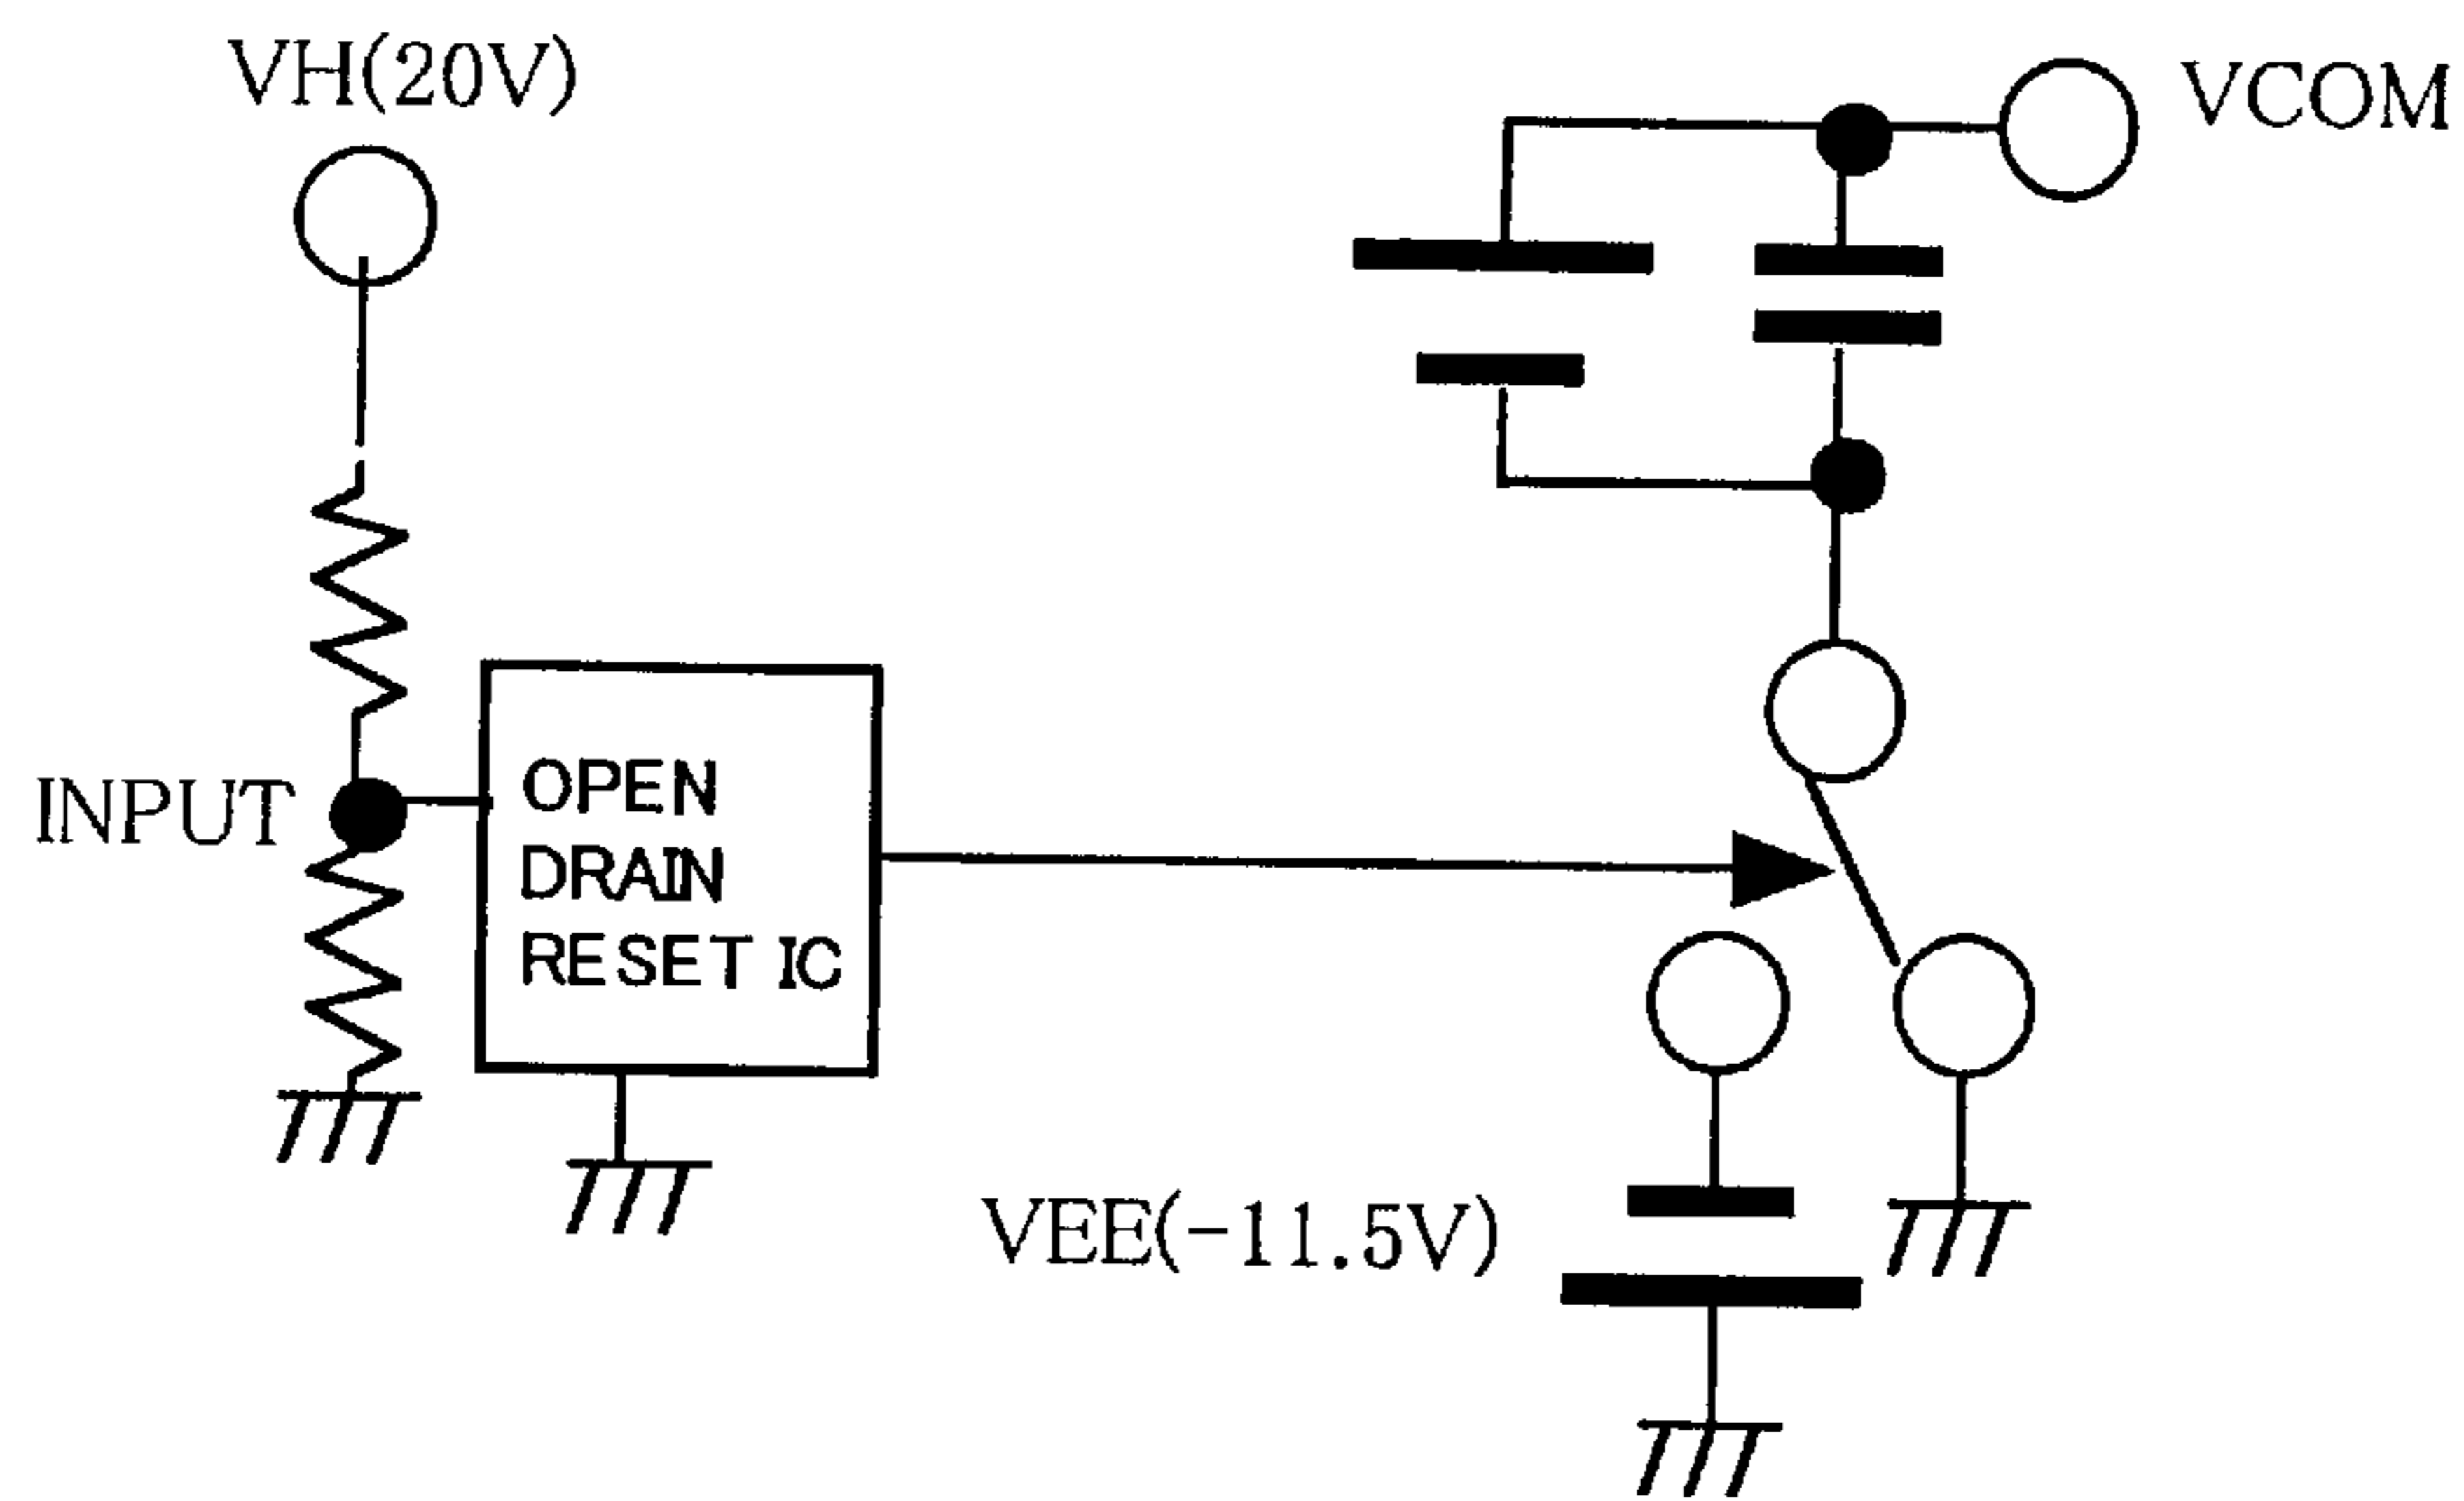 VH(20V)
VCOM
INPUT
OPEN
DRAIN
RESET IC
VEE(-11.5V)